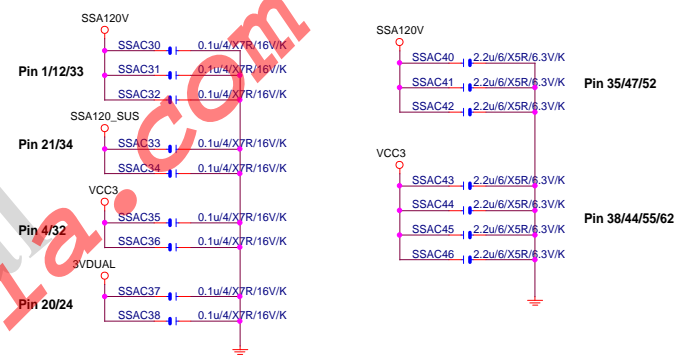 SSA120V
SSAC30 0.1u/4/X7R/16V/K
SSAC31 0.1u/4/X7R/16V/K
Pin 1/12/33
SSAC32 0.1u/4/X7R/16V/K
SSA120_SUS
SSAC33 0.1u/4/X7R/16V/K
Pin 21/34
SSAC34 0.1u/4/X7R/16V/K
VCC3
SSAC35 0.1u/4/X7R/16V/K
Pin 4/32
SSAC36 0.1u/4/X7R/16V/K
3VDUAL
SSAC37 0.1u/4/X7R/16V/K
Pin 20/24
SSAC38 0.1u/4/X7R/16V/K
SSA120V
SSAC40 2.2u/6/X5R/6.3V/K
SSAC41 2.2u/6/X5R/6.3V/K
Pin 35/47/52
SSAC42 2.2u/6/X5R/6.3V/K
VCC3
SSAC43 2.2u/6/X5R/6.3V/K
SSAC44 2.2u/6/X5R/6.3V/K
Pin 38/44/55/62
SSAC45 2.2u/6/X5R/6.3V/K
SSAC46 2.2u/6/X5R/6.3V/K
ia.com